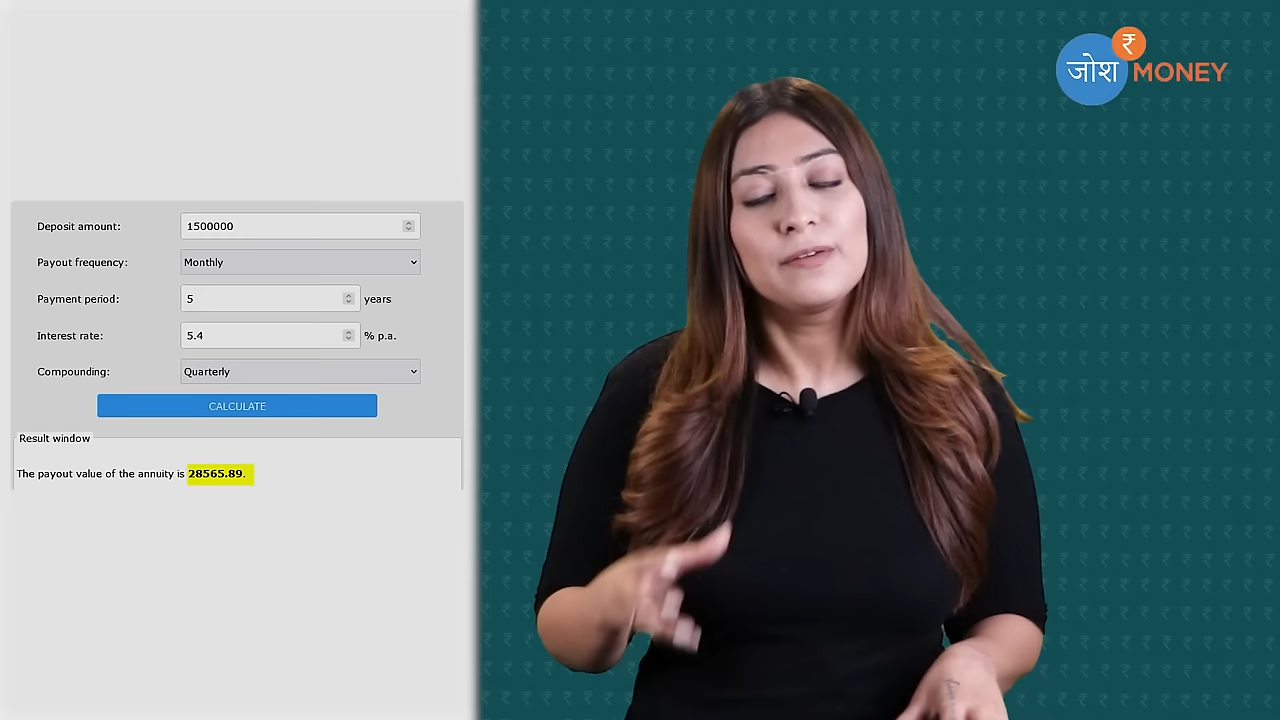 Deposit amount: 1500000
Payout frequency: Monthly
Payment period: 5 years
Interest rate: 5.4 % p.a.
Compounding: Quarterly
CALCULATE
Result window
The payout value of the annuity is 28565.89.
₹
जोश MONEY